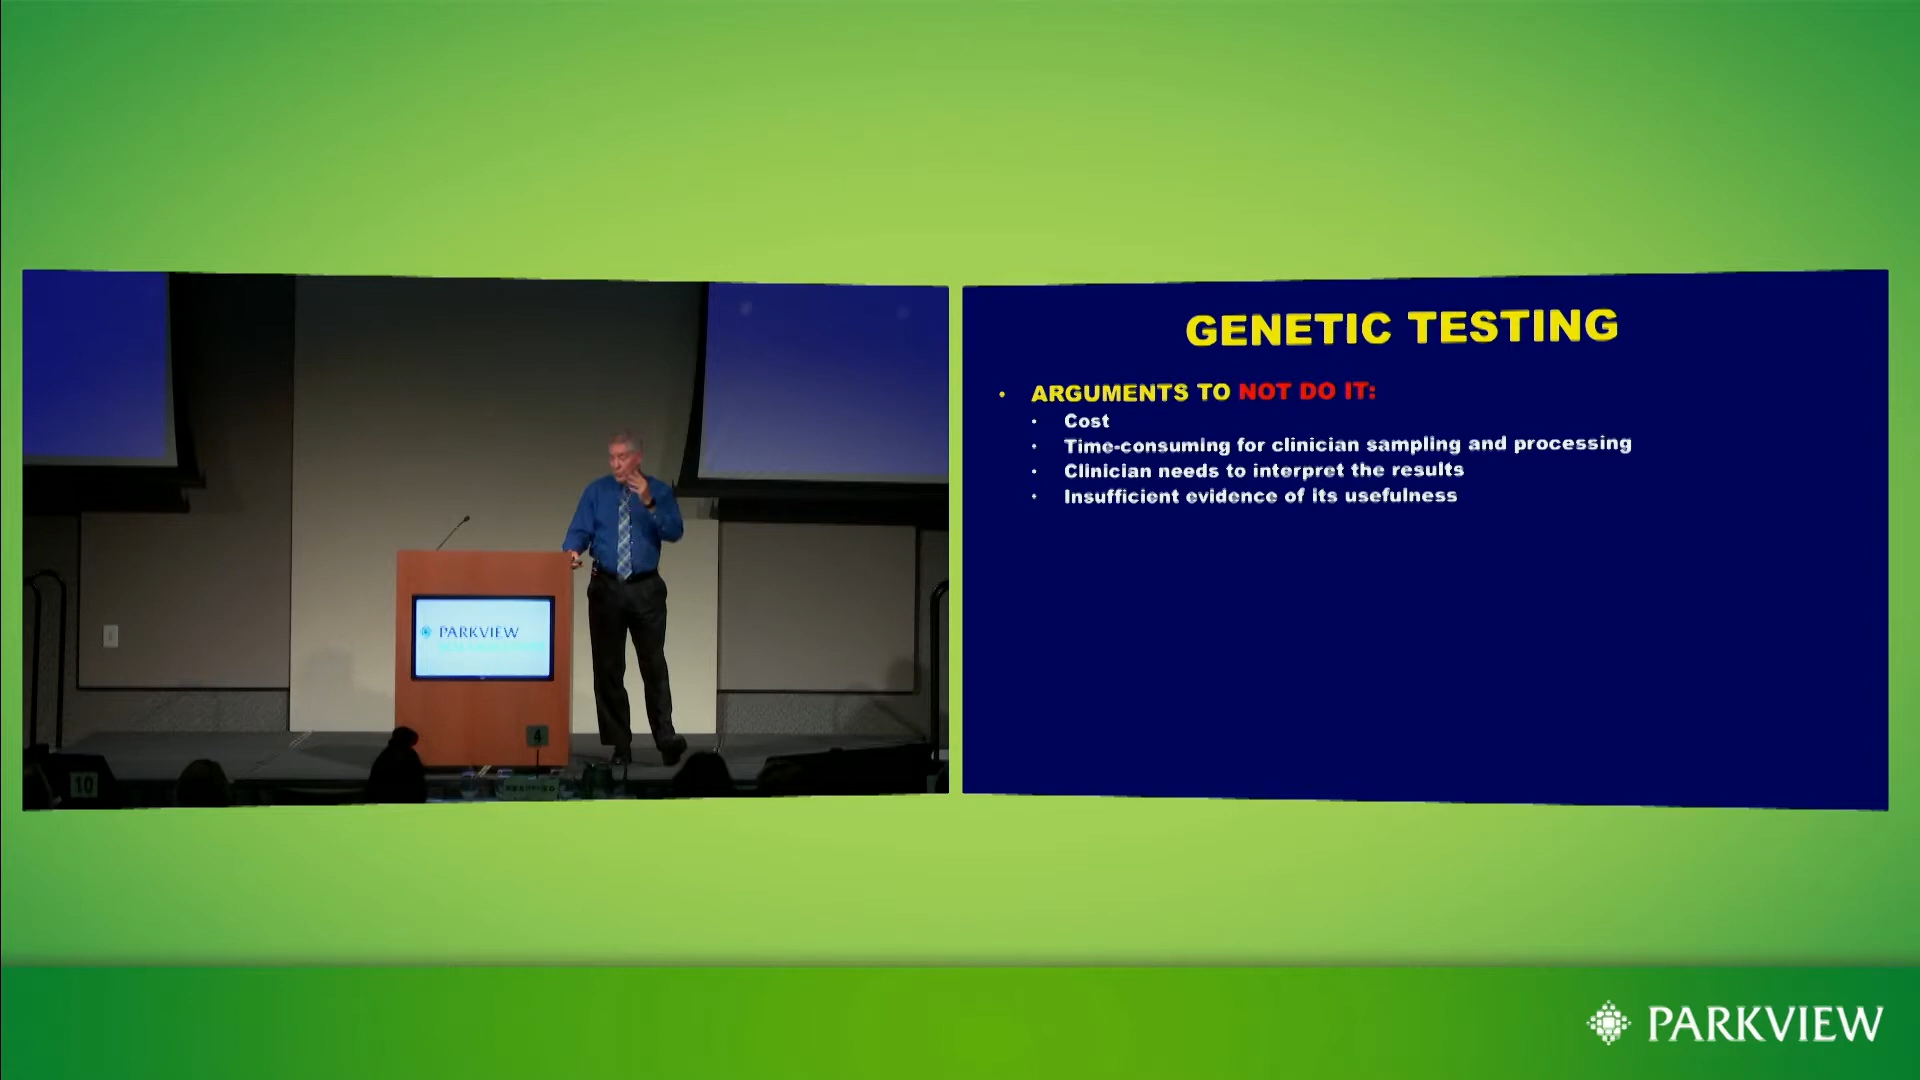 GENETIC TESTING
• ARGUMENTS TO NOT DO IT:
• Cost
• Time-consuming for clinician sampling and processing
• Clinician needs to interpret the results
• Insufficient evidence of its usefulness
PARKVIEW
4
10
RESERVED
PARKVIEW